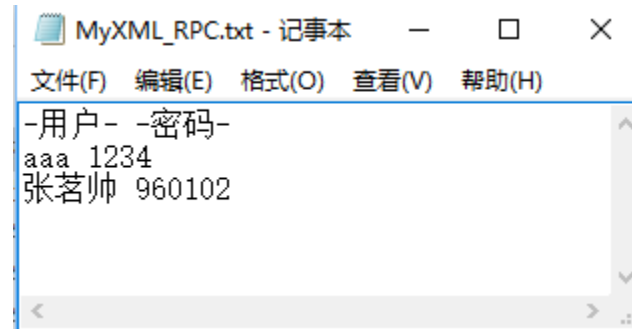 MyXML_RPC.txt - 记事本
文件(F) 编辑(E) 格式(O) 查看(V) 帮助(H)
-用户- -密码-
aaa 1234
张茗帅 960102